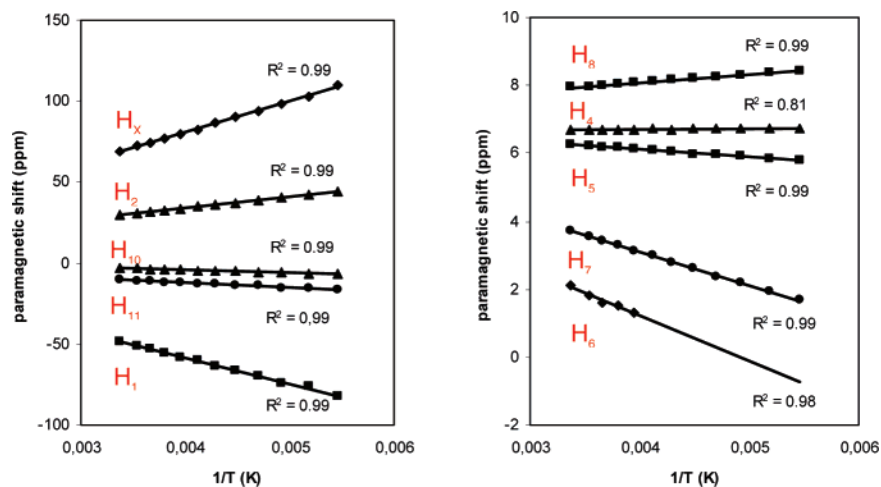 150
100
50
0
-50
-100
paramagnetic shift (ppm)
R² = 0.99
Hₓ
R² = 0.99
H₂
R² = 0.99
H₁₀
H₁₁
R² = 0,99
H₁
R² = 0.99
0,003
0,004
0,005
0,006
1/T (K)
10
8
6
4
2
0
-2
paramagnetic shift (ppm)
R² = 0.99
H₈
R² = 0.81
H₄
H₅
R² = 0.99
H₇
R² = 0.99
H₆
R² = 0.98
0,003
0,004
0,005
0,006
1/T (K)